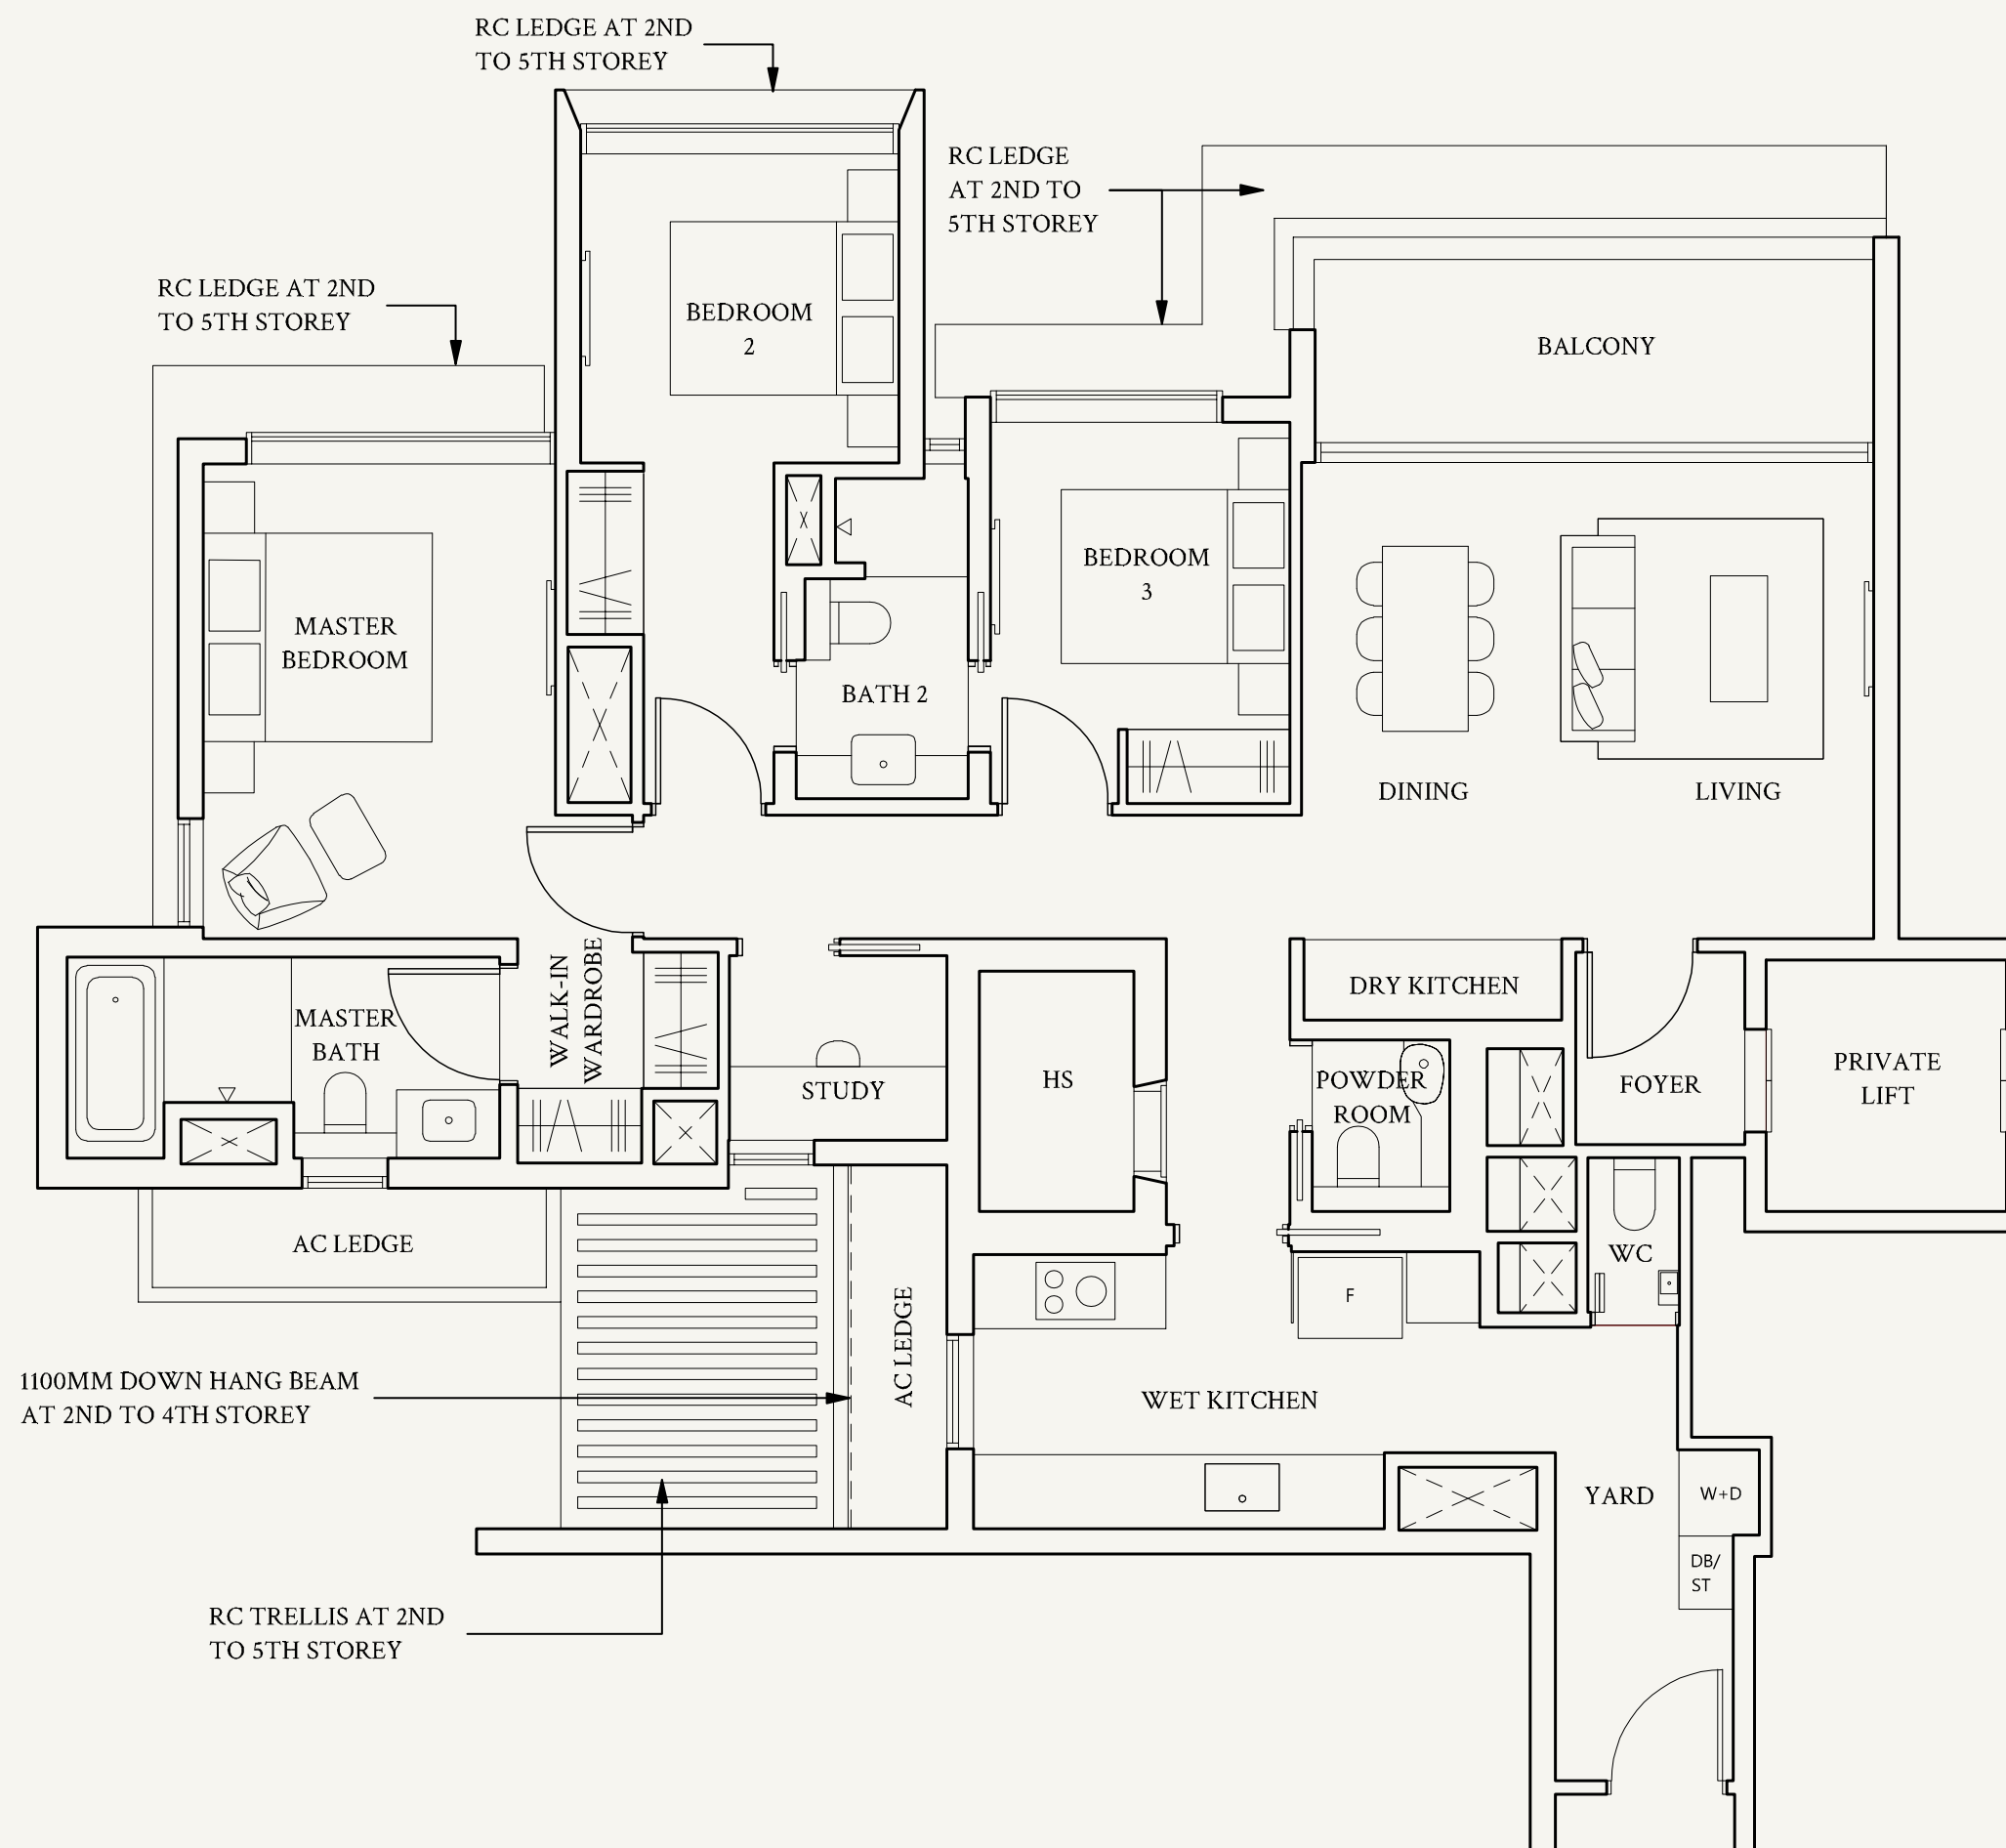 RC LEDGE AT 2ND
TO 5TH STOREY
RC LEDGE
AT 2ND TO
5TH STOREY
RC LEDGE AT 2ND
TO 5TH STOREY
BEDROOM
2
BALCONY
BEDROOM
3
MASTER
BEDROOM
BATH 2
DINING
LIVING
WALK-IN
WARDROBE
DRY KITCHEN
MASTER
BATH
STUDY
HS
POWDER
ROOM
FOYER
PRIVATE
LIFT
AC LEDGE
WC
F
AC LEDGE
1100MM DOWN HANG BEAM
AT 2ND TO 4TH STOREY
WET KITCHEN
YARD
W+D
DB/
ST
RC TRELLIS AT 2ND
TO 5TH STOREY